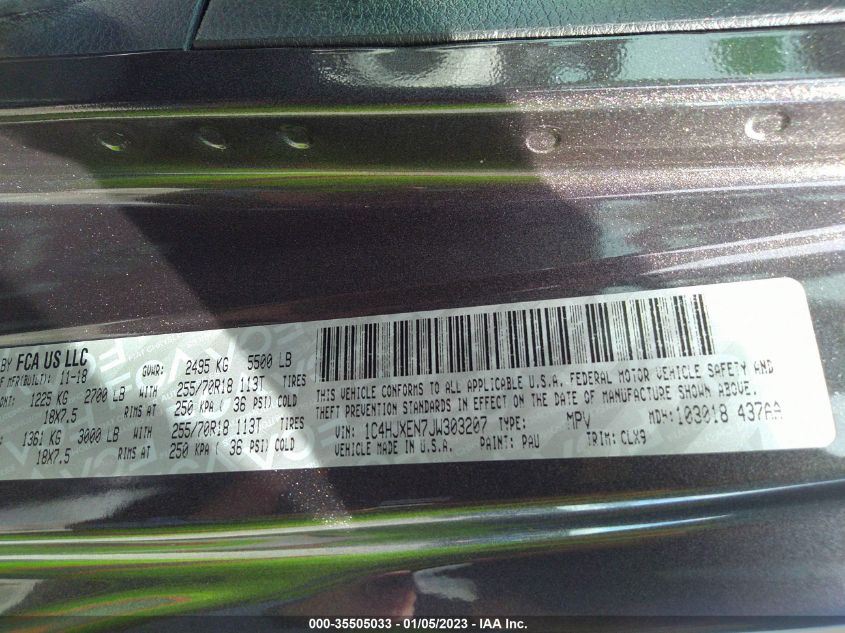 BY FCA US LLC
GVWR: 2495 KG 5500 LB
OF MFR(BUILT): 11-18
1225 KG 2700 LB WITH 255/70R18 113T TIRES
18X7.5 RIMS AT 250 KPA ( 36 PSI) COLD
1361 KG 3000 LB WITH 255/70R18 113T TIRES
18X7.5 RIMS AT 250 KPA ( 36 PSI) COLD
THIS VEHICLE CONFORMS TO ALL APPLICABLE U.S.A. FEDERAL MOTOR VEHICLE SAFETY AND
THEFT PREVENTION STANDARDS IN EFFECT ON THE DATE OF MANUFACTURE SHOWN ABOVE.
VIN: 1C4HJXEN7JW303207 TYPE: MPV MDH: 103018 437AA
VEHICLE MADE IN U.S.A. PAINT: PAU TRIM: CLX9
000-35505033 - 01/05/2023 - IAA Inc.